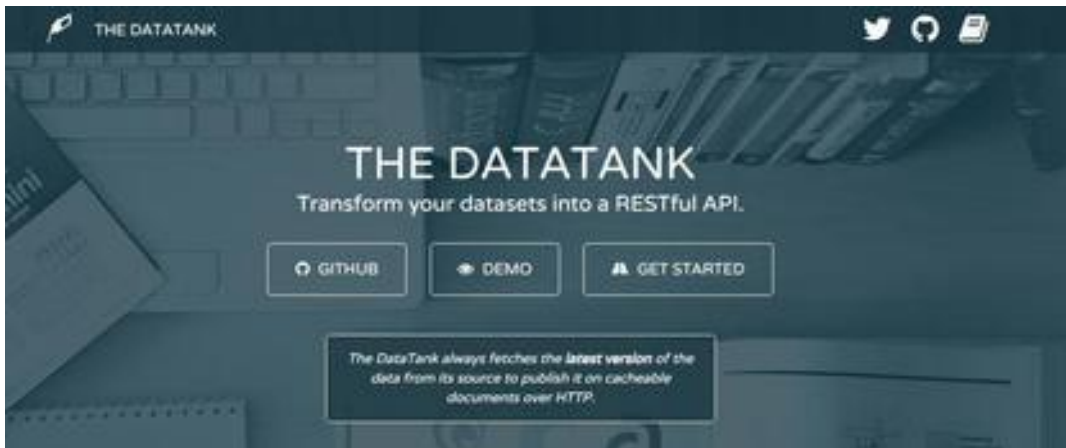 THE DATATANK
THE DATATANK
Transform your datasets into a RESTful API.
GITHUB
DEMO
GET STARTED
The DataTank always fetches the latest version of the
data from its source to publish it on cacheable
documents over HTTP.
mini